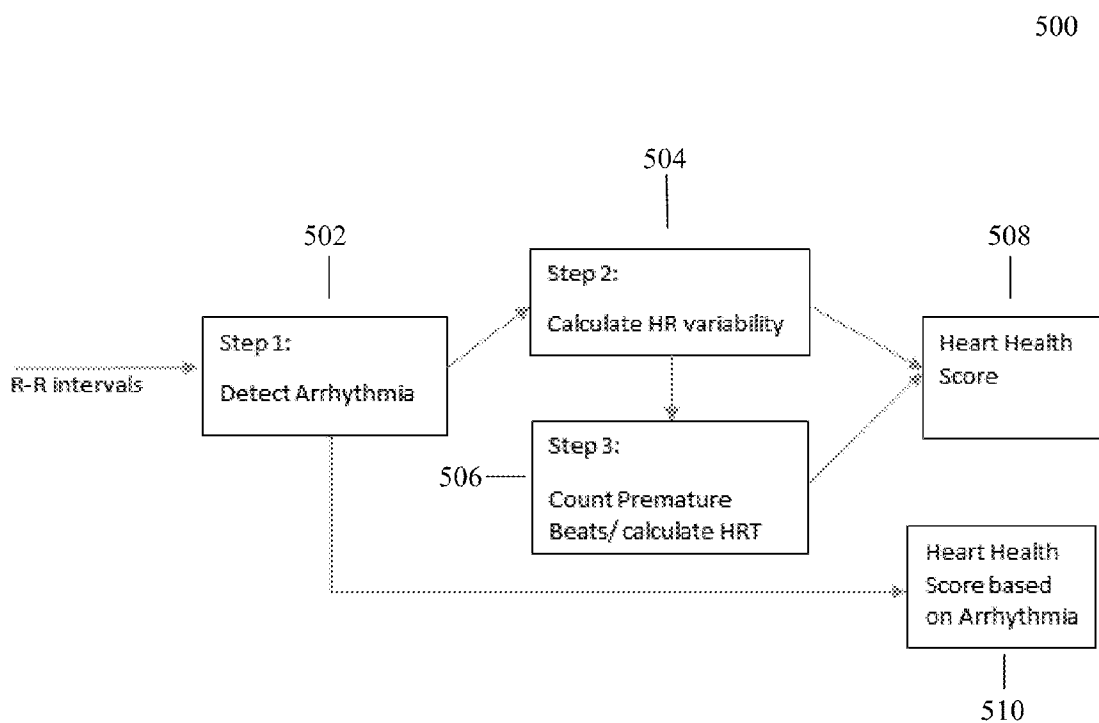 500
504
502
508
Step 2:
Calculate HR variability
Step 1:
Detect Arrhythmia
R-R intervals
Heart Health
Score
Step 3:
506
Count Premature
Beats/ calculate HRT
Heart Health
Score based
on Arrhythmia
510